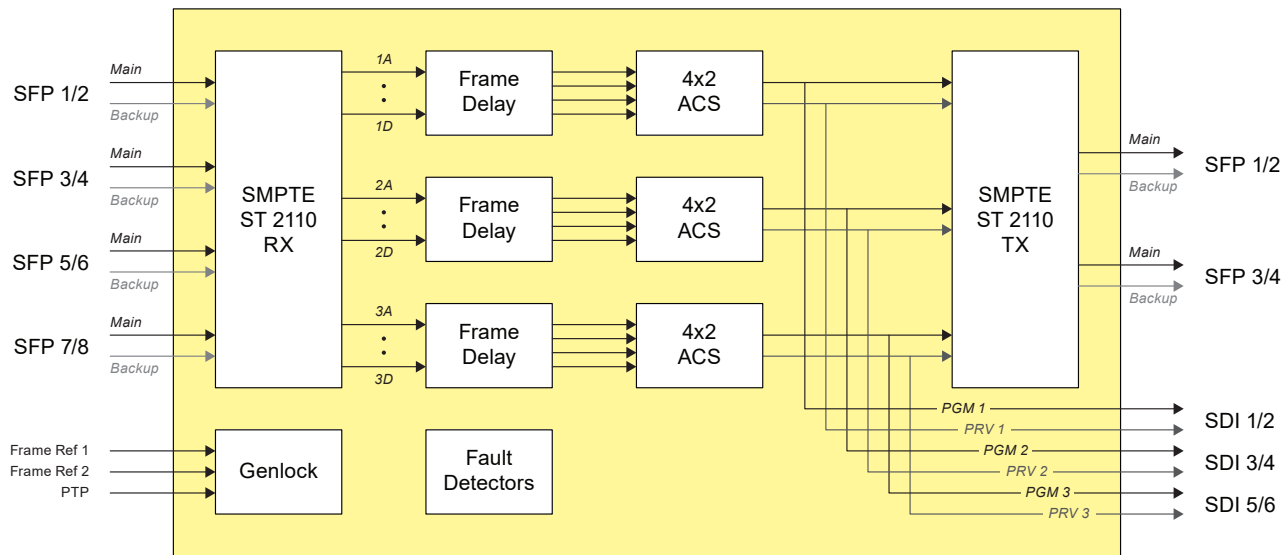 Main
SFP 1/2
Backup
Main
SFP 3/4
Backup
Main
SFP 5/6
Backup
Main
SFP 7/8
Backup
SMPTE
ST 2110
RX
1A
1D
2A
2D
3A
3D
Frame
Delay
Frame
Delay
Frame
Delay
4x2
ACS
4x2
ACS
4x2
ACS
SMPTE
ST 2110
TX
Main
SFP 1/2
Backup
Main
SFP 3/4
Backup
PGM 1
SDI 1/2
PRV 1
PGM 2
SDI 3/4
PRV 2
PGM 3
SDI 5/6
PRV 3
Frame Ref 1
Frame Ref 2
PTP
Genlock
Fault
Detectors